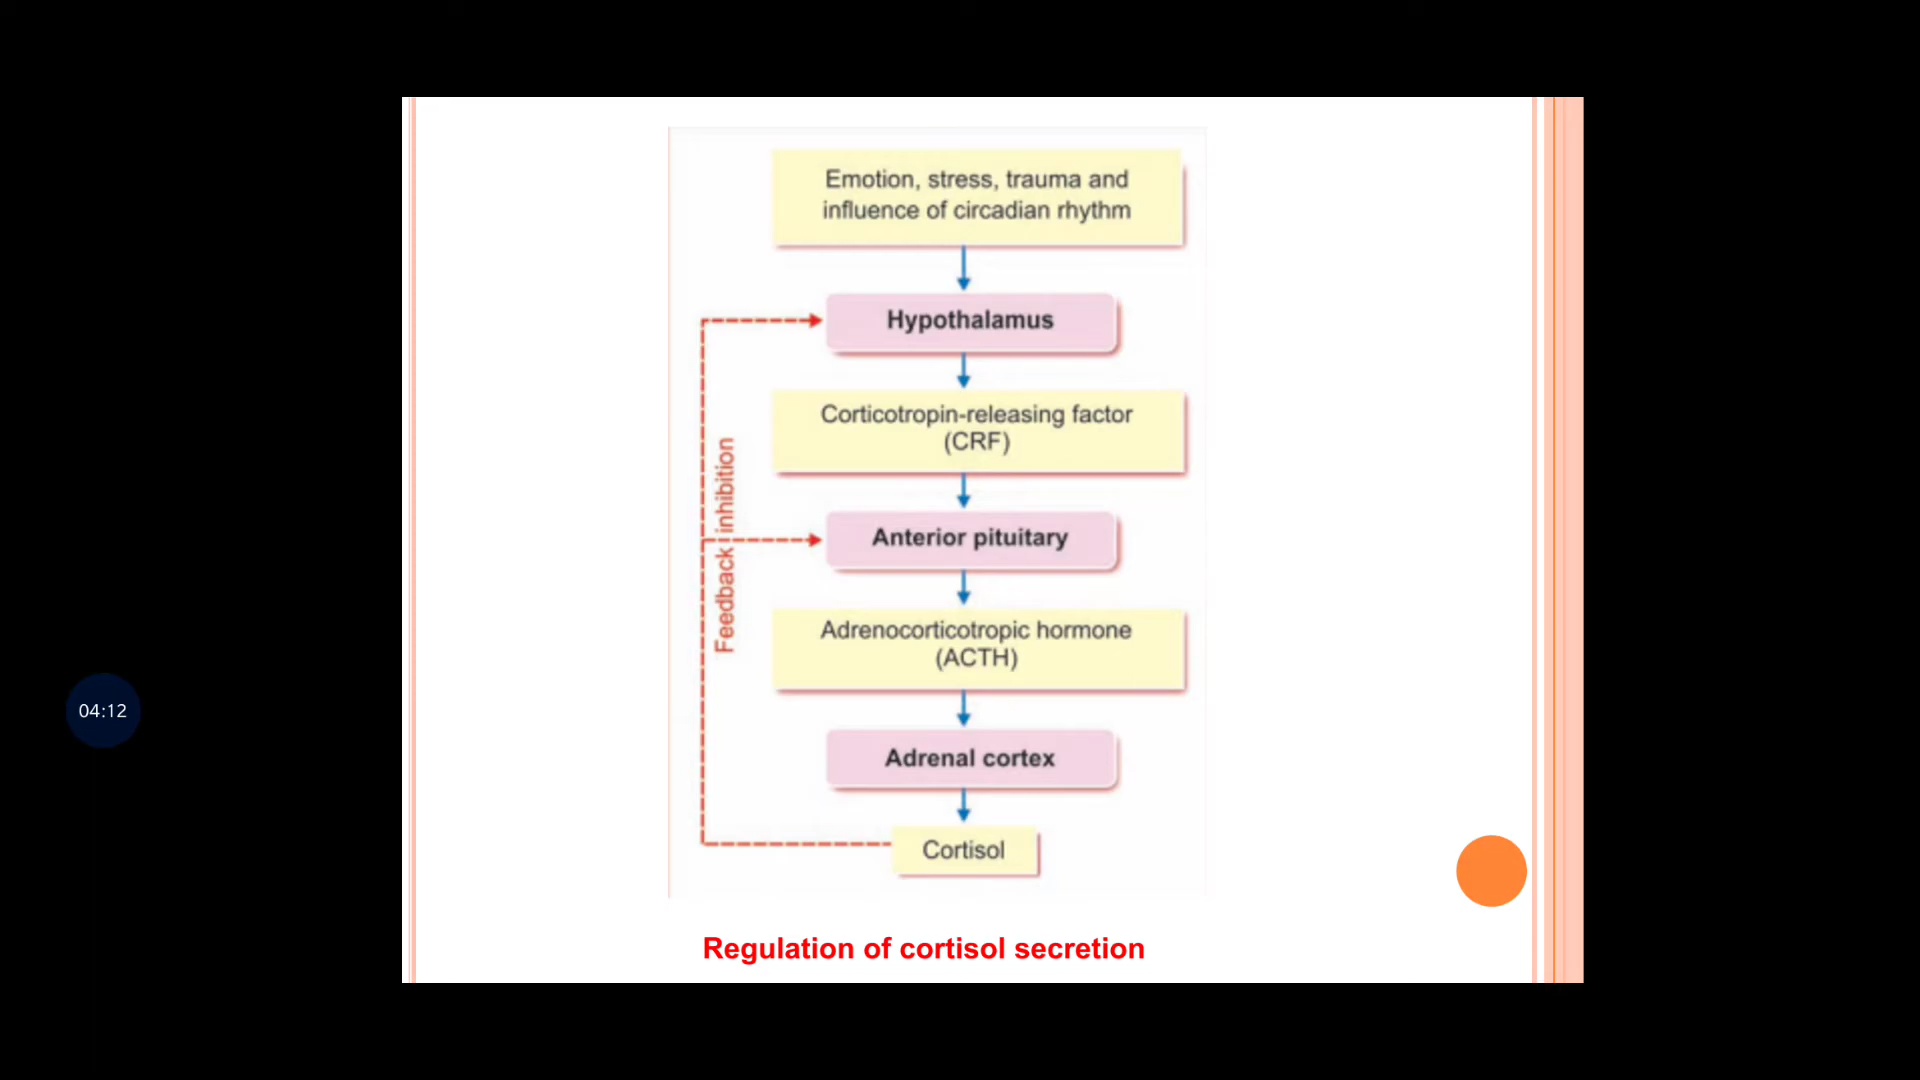 Emotion, stress, trauma and
influence of circadian rhythm
Hypothalamus
Corticotropin-releasing factor
(CRF)
Feedback inhibition
Anterior pituitary
Adrenocorticotropic hormone
(ACTH)
04:12
Adrenal cortex
Cortisol
Regulation of cortisol secretion